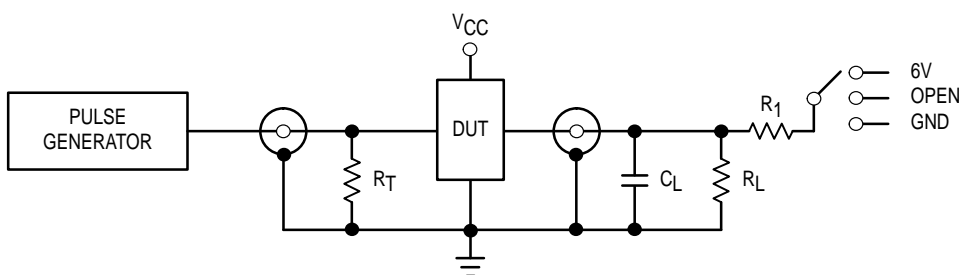 VCC
PULSE
GENERATOR
DUT
RT
CL
RL
R1
6V
OPEN
GND